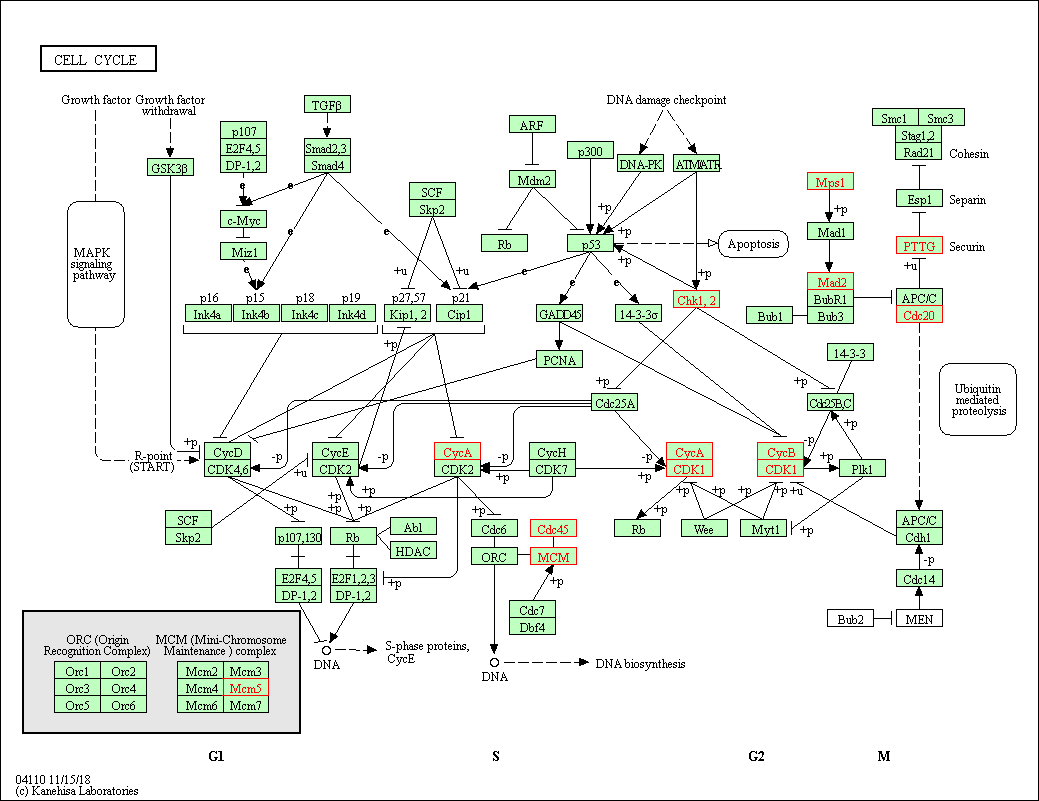 CELL CYCLE
Growth factor
Growth factor
withdrawal
TGFβ
DNA damage checkpoint
ARF
p300
Smc1
Smc3
Stag1,2
Rad21
Cohesin
p107
E2F4,5
DP-1,2
Smad2,3
Smad4
GSK3β
DNA-PK
ATM/ATR
Mdm2
Mps1
e
e
SCF
Skp2
+p
Esp1
Separin
+p
c-Myc
Mad1
Rb
p53
+p
Apoptosis
PTTG
Securin
Miz1
e
e
MAPK
signaling
pathway
+p
+u
+u
+u
e
+p
Mad2
BubR1
Bub3
Bub1
APC/C
Cdc20
e
e
p16
p15
p18
p19
p27,57
p21
Ink4a
Ink4b
Ink4c
Ink4d
Kip1, 2
Cip1
Chk1, 2
GADD45
14-3-3σ
+p
PCNA
14-3-3
+p
+p
Ubiquitin
mediated
proteolysis
Cdc25A
Cdc25B,C
+p
+p
R-point
(START)
CycD
CDK4,6
-p
CycE
CDK2
+u
-p
CycA
CDK2
-p
+p
CycH
CDK7
-p
+p
CycA
CDK1
CycB
CDK1
-p
+p
Plk1
+p
+p
+p
+p
+p
+p
+p
+p
+u
+p
SCF
Skp2
p107,130
Rb
Abl
HDAC
Cdc6
Cdc45
ORC
MCM
Rb
Wee
Myt1
+p
APC/C
Cdh1
-p
Cdc14
E2F4,5
DP-1,2
E2F1,2,3
DP-1,2
+p
+p
Cdc7
Dbf4
Bub2
MEN
DNA
S-phase proteins,
CycE
DNA
DNA biosynthesis
ORC (Origin
Recognition Complex)
MCM (Mini-Chromosome
Maintenance ) complex
Orc1
Orc2
Mcm2
Mcm3
Orc3
Orc4
Mcm4
Mcm5
Orc5
Orc6
Mcm6
Mcm7
G1
S
G2
M
04110 11/15/18
(c) Kanehisa Laboratories